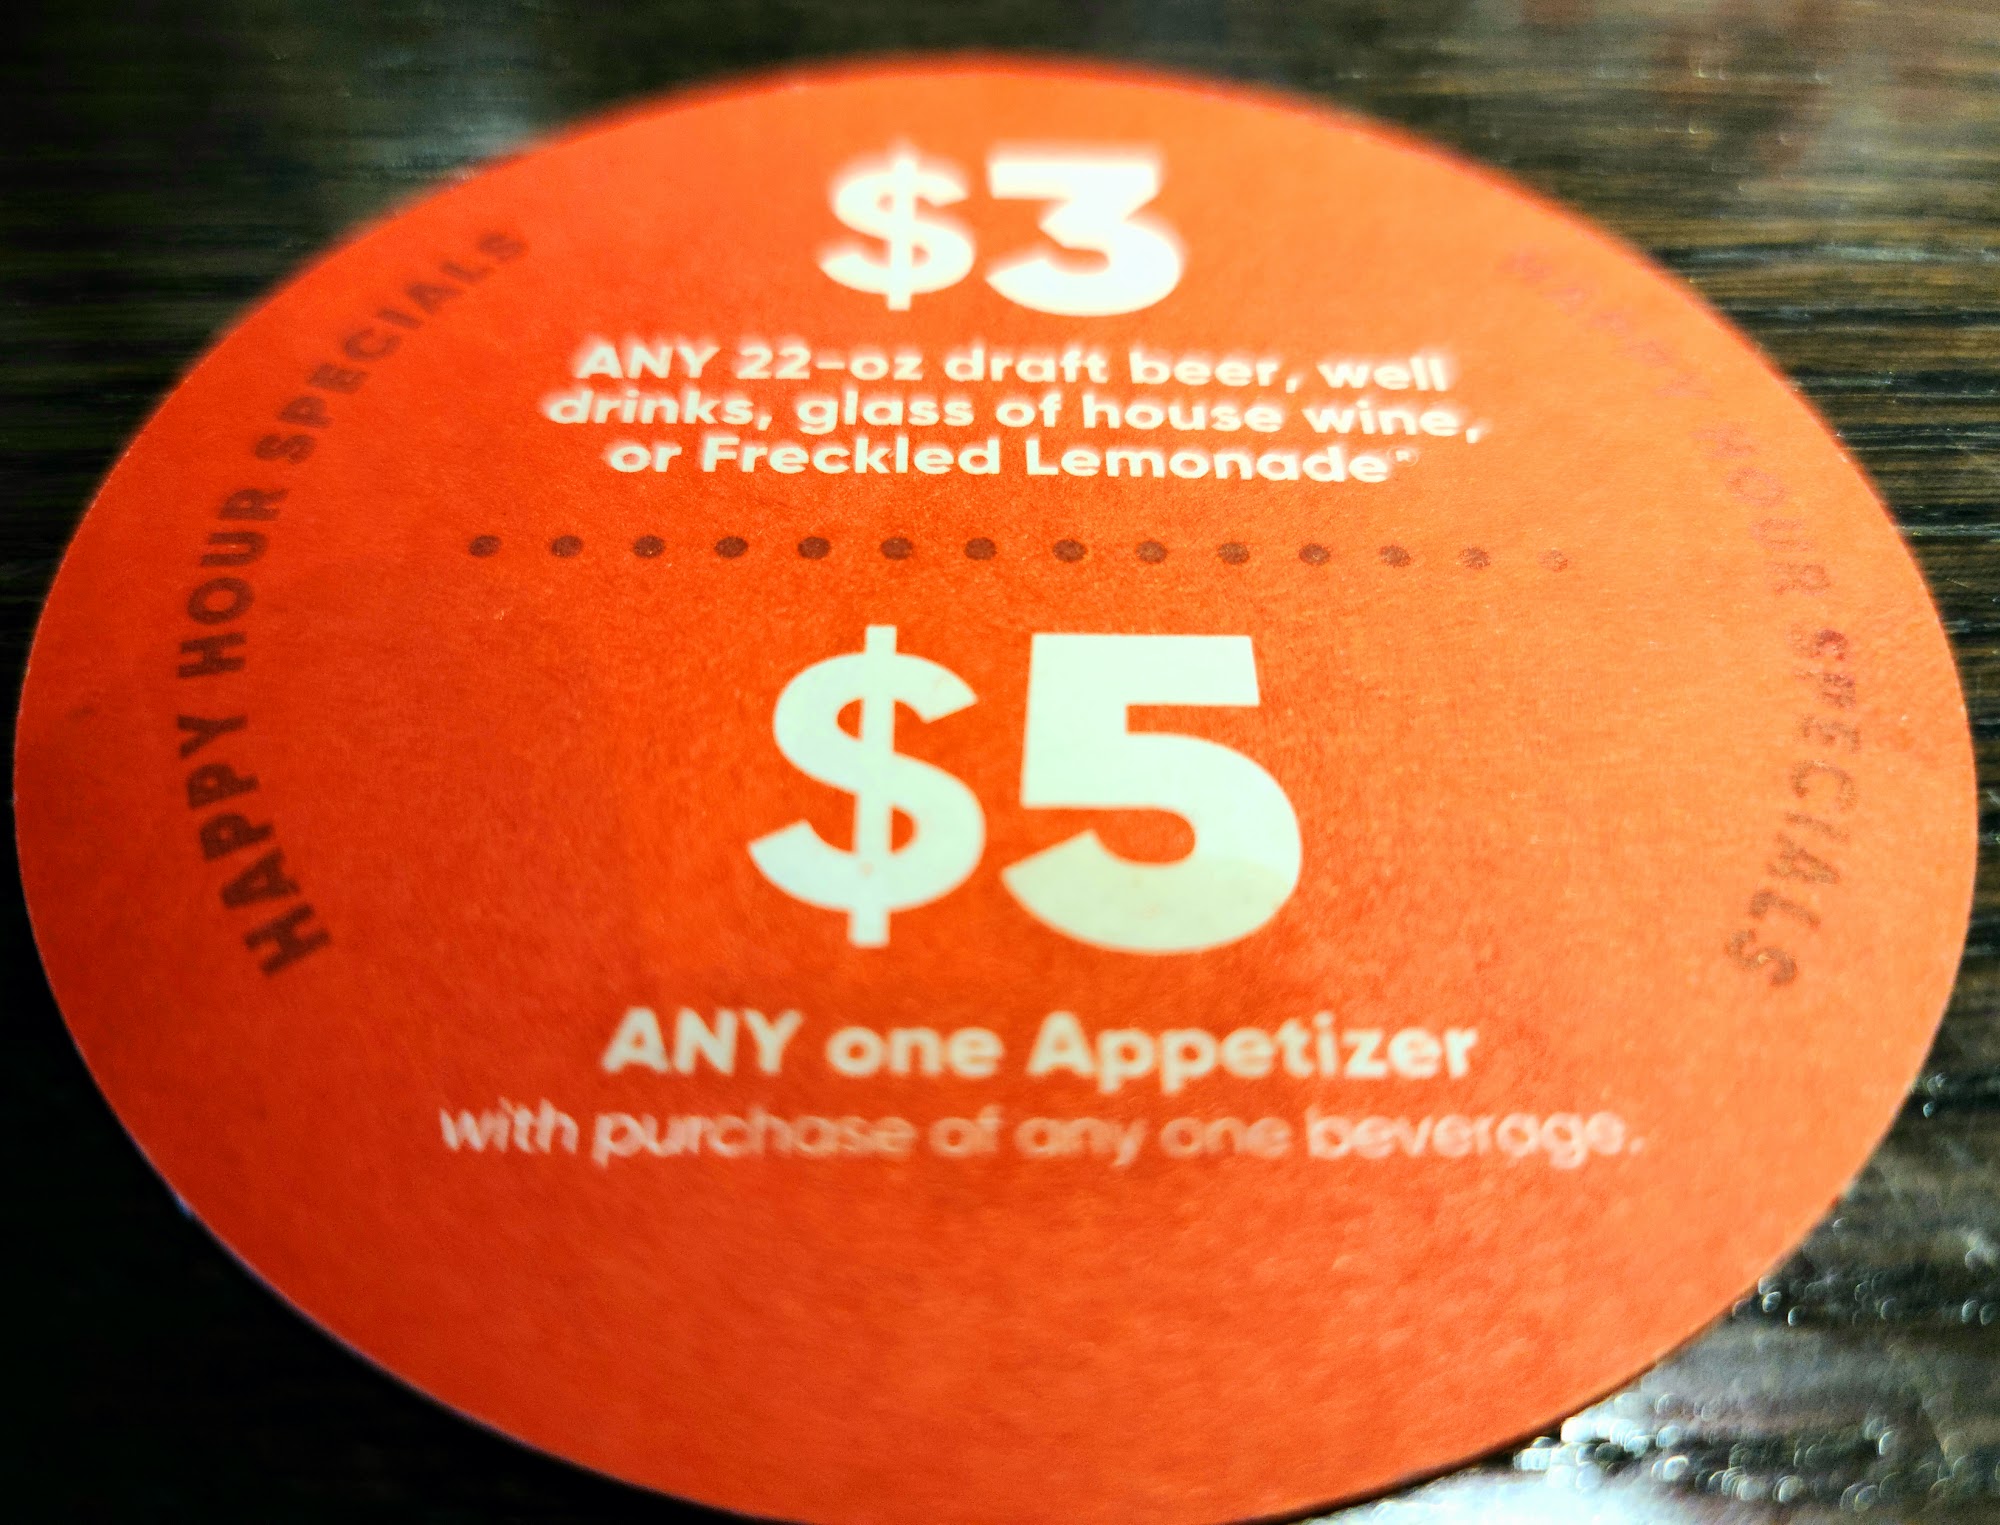 $3
ANY 22-oz draft beer, well
drinks, glass of house wine,
or Freckled Lemonade®
$5
ANY one Appetizer
with purchase of any one beverage.
HAPPY HOUR SPECIALS
HAPPY HOUR SPECIALS